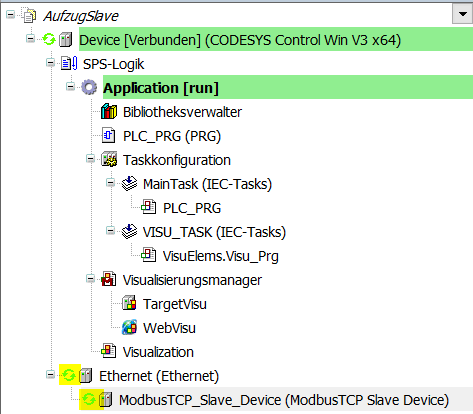 AufzugSlave
Device [Verbunden] (CODESYS Control Win V3 x64)
SPS-Logik
Application [run]
Bibliotheksverwalter
PLC_PRG (PRG)
Taskkonfiguration
MainTask (IEC-Tasks)
PLC_PRG
VISU_TASK (IEC-Tasks)
VisuElems.Visu_Prg
Visualisierungsmanager
TargetVisu
WebVisu
Visualization
Ethernet (Ethernet)
ModbusTCP_Slave_Device (ModbusTCP Slave Device)